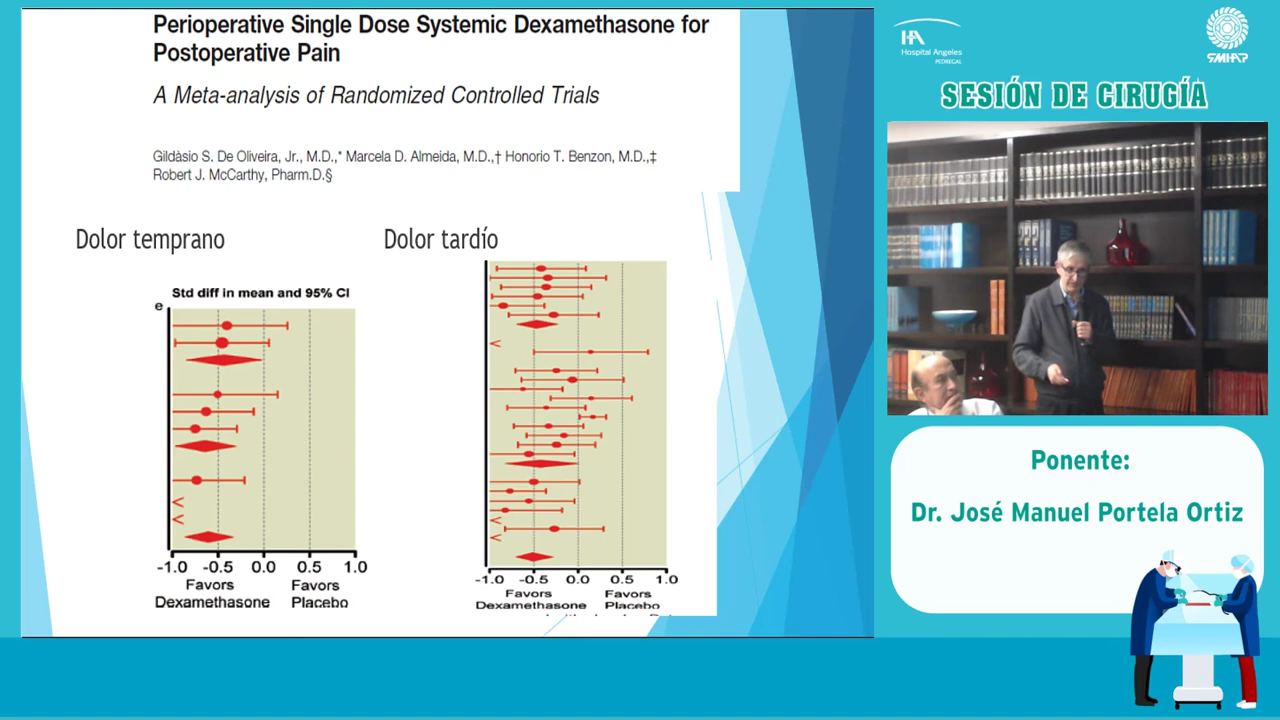 Perioperative Single Dose Systemic Dexamethasone for
Postoperative Pain
A Meta-analysis of Randomized Controlled Trials
Gildàsio S. De Oliveira, Jr., M.D.,* Marcela D. Almeida, M.D.,† Honorio T. Benzon, M.D.,‡
Robert J. McCarthy, Pharm.D.§
Dolor temprano
Dolor tardío
Std diff in mean and 95% CI
e
-1.0 -0.5 0.0 0.5 1.0
Favors Favors
Dexamethasone Placebo
-1.0 -0.5 0.0 0.5 1.0
Favors Favors
Dexamethasone Placebo
HA
Hospital Angeles
PEDREGAL
SMHAP
SESIÓN DE CIRUGÍA
Ponente:
Dr. José Manuel Portela Ortiz